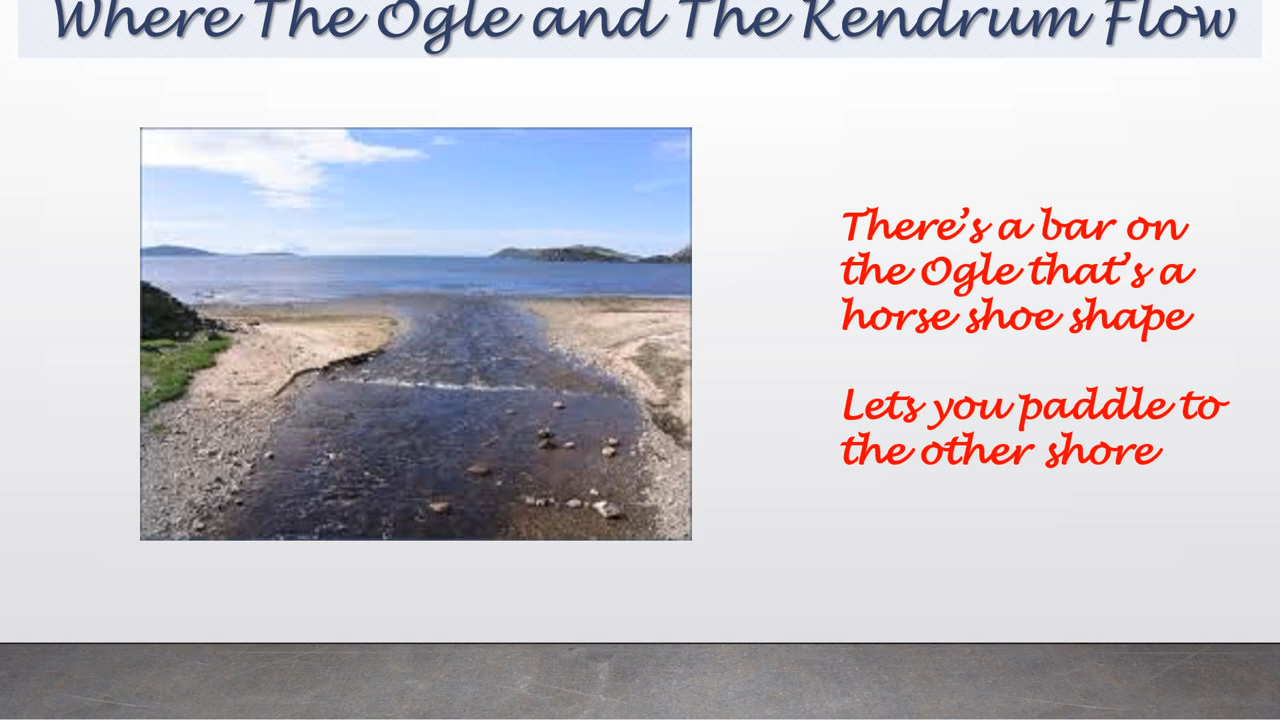 Where The Ogle and The Kendrum Flow
There's a bar on
the Ogle that's a
horse shoe shape
Lets you paddle to
the other shore